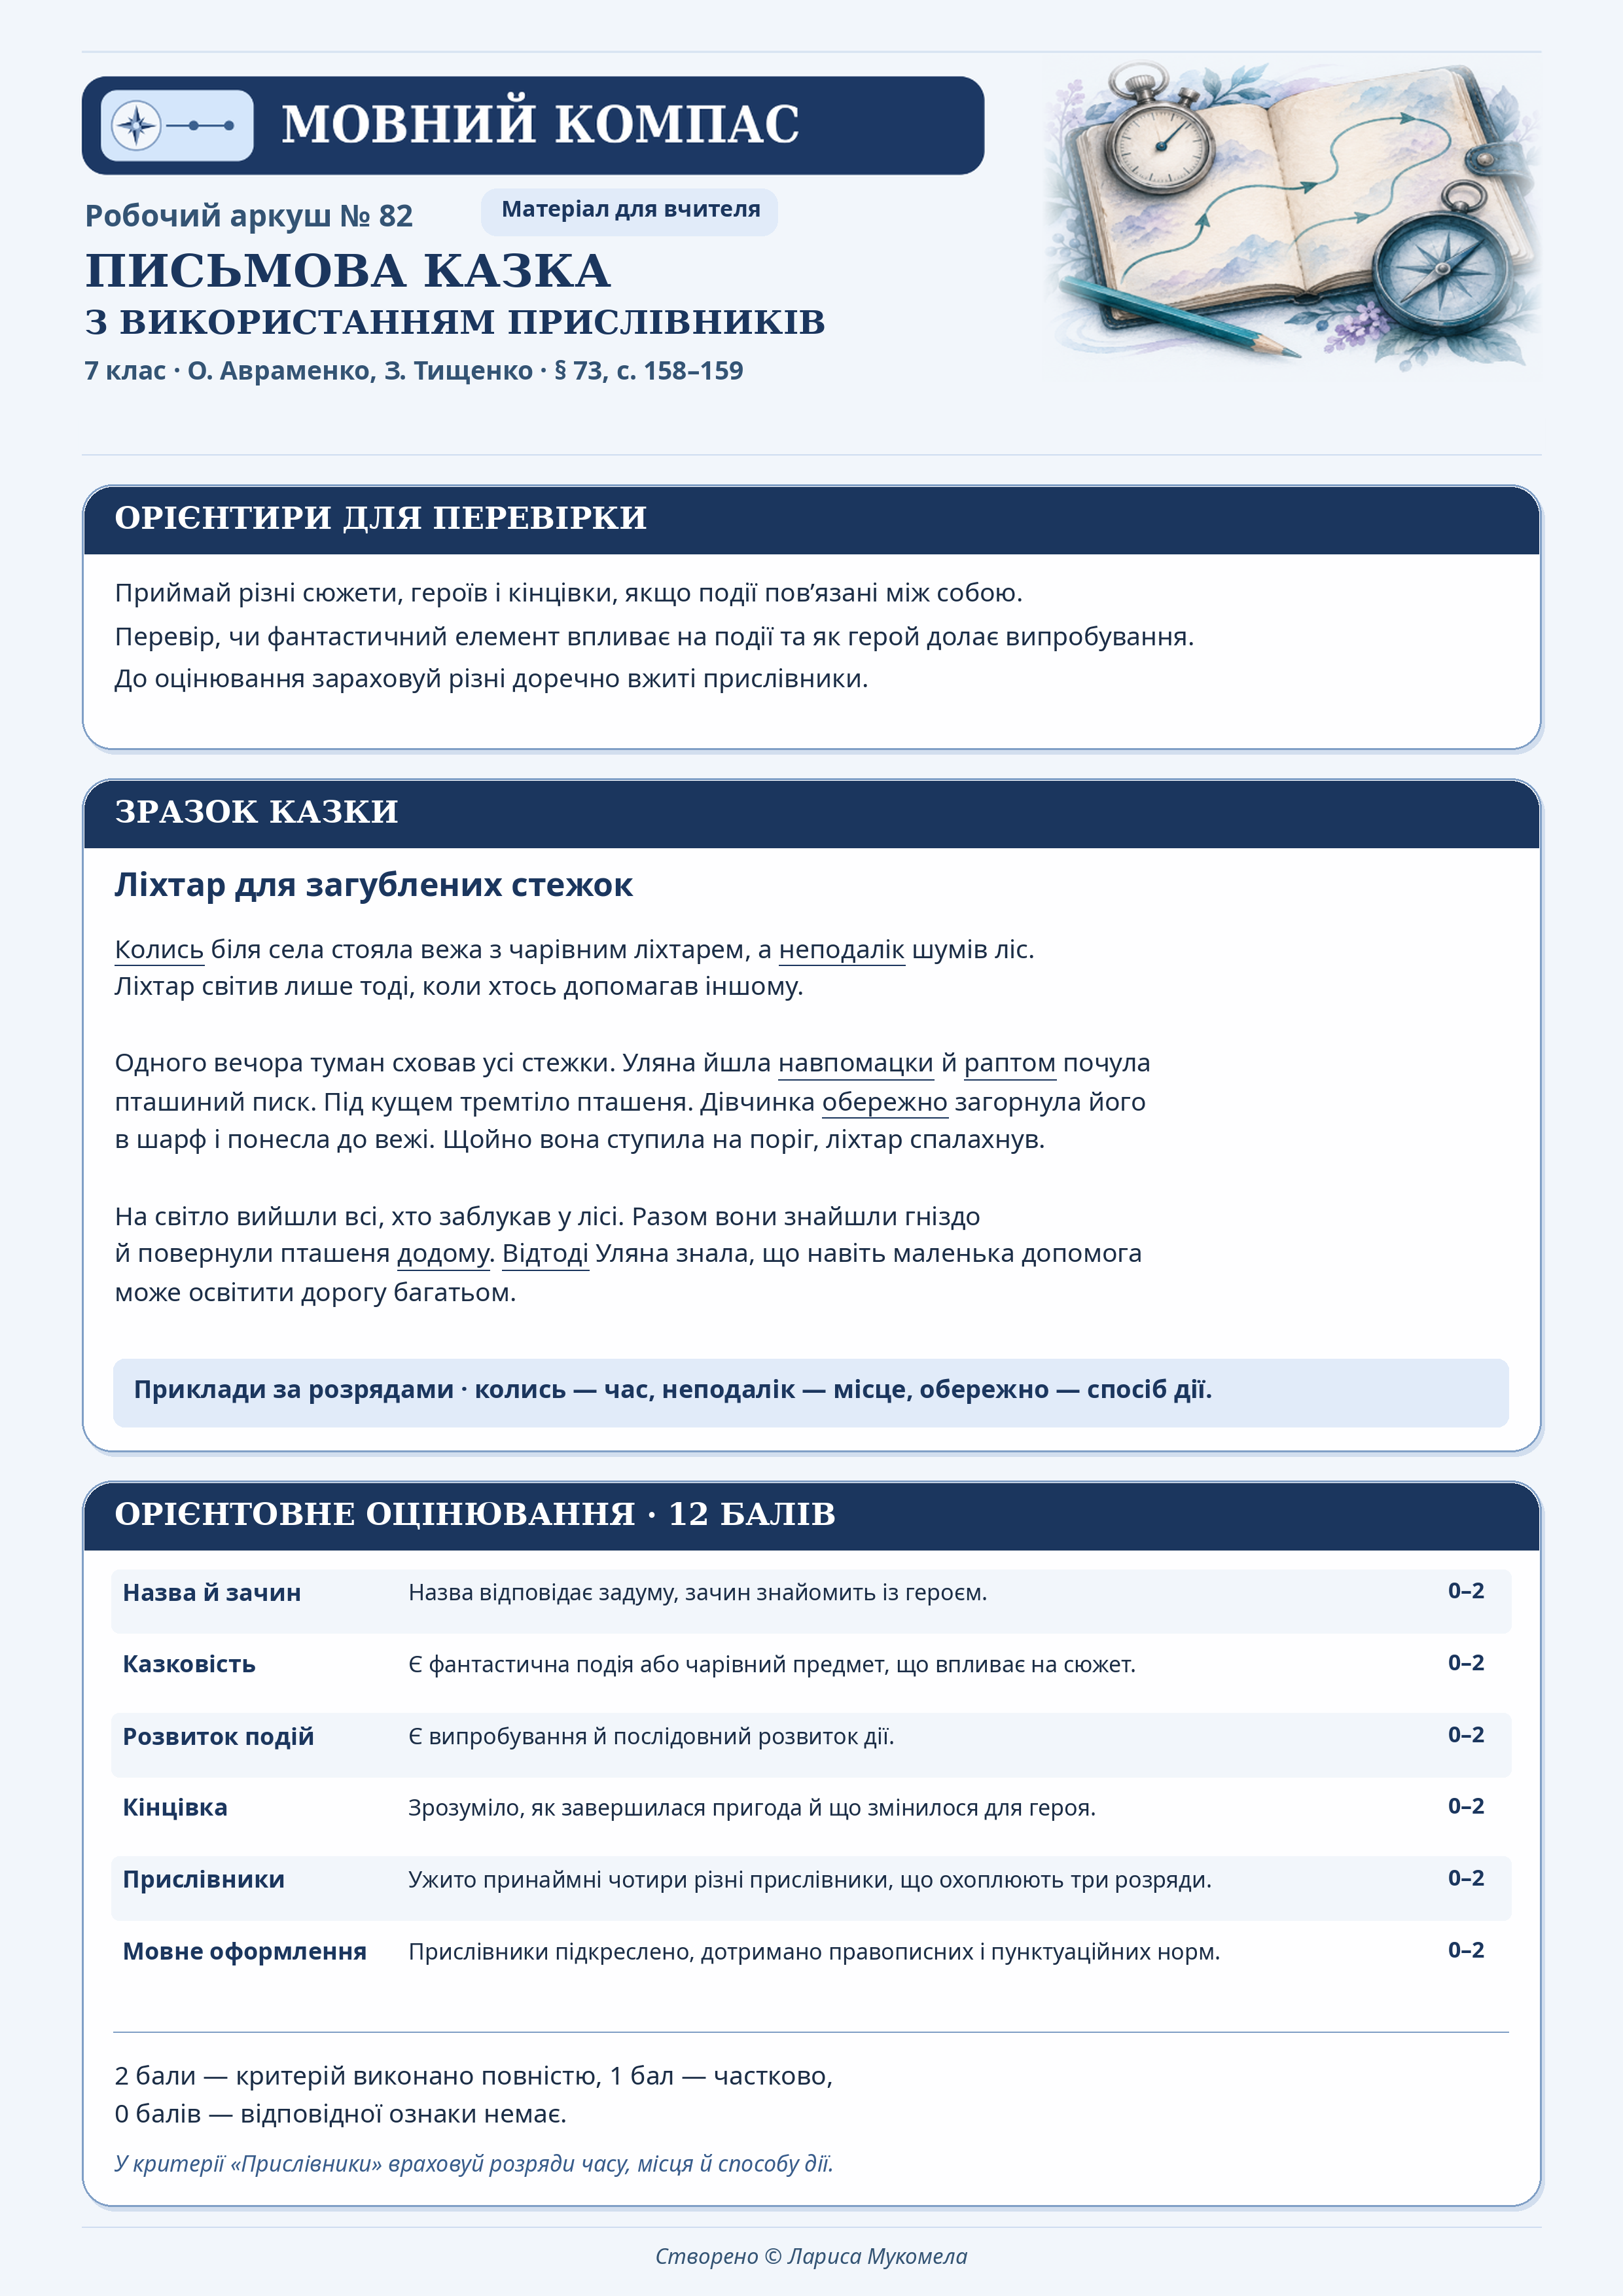 МОВНИЙ КОМПАС
Робочий аркуш № 82
Матеріал для вчителя
ПИСЬМОВА КАЗКА
З ВИКОРИСТАННЯМ ПРИСЛІВНИКІВ
7 клас · О. Авраменко, З. Тищенко · § 73, с. 158–159
ОРІЄНТИРИ ДЛЯ ПЕРЕВІРКИ
Приймай різні сюжети, героїв і кінцівки, якщо події пов’язані між собою.
Перевір, чи фантастичний елемент впливає на події та як герой долає випробування.
До оцінювання зараховуй різні доречно вжиті прислівники.
ЗРАЗОК КАЗКИ
Ліхтар для загублених стежок
Колись біля села стояла вежа з чарівним ліхтарем, а неподалік шумів ліс.
Ліхтар світив лише тоді, коли хтось допомагав іншому.
Одного вечора туман сховав усі стежки. Уляна йшла навпомацки й раптом почула
пташиний писк. Під кущем тремтіло пташеня. Дівчинка обережно загорнула його
в шарф і понесла до вежі. Щойно вона ступила на поріг, ліхтар спалахнув.
На світло вийшли всі, хто заблукав у лісі. Разом вони знайшли гніздо
й повернули пташеня додому. Відтоді Уляна знала, що навіть маленька допомога
може освітити дорогу багатьом.
Приклади за розрядами · колись — час, неподалік — місце, обережно — спосіб дії.
ОРІЄНТОВНЕ ОЦІНЮВАННЯ · 12 БАЛІВ
Назва й зачин Назва відповідає задуму, зачин знайомить із героєм. 0–2
Казковість Є фантастична подія або чарівний предмет, що впливає на сюжет. 0–2
Розвиток подій Є випробування й послідовний розвиток дії. 0–2
Кінцівка Зрозуміло, як завершилася пригода й що змінилося для героя. 0–2
Прислівники Ужито принаймні чотири різні прислівники, що охоплюють три розряди. 0–2
Мовне оформлення Прислівники підкреслено, дотримано правописних і пунктуаційних норм. 0–2
2 бали — критерій виконано повністю, 1 бал — частково,
0 балів — відповідної ознаки немає.
У критерії «Прислівники» враховуй розряди часу, місця й способу дії.
Створено © Лариса Мукомела